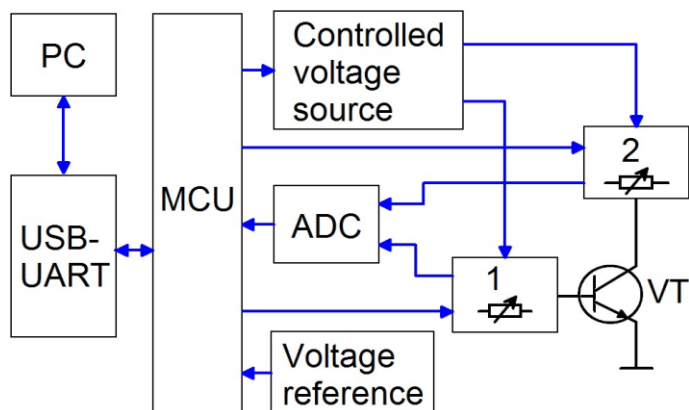 PC
USB-
UART
MCU
Controlled
voltage
source
ADC
Voltage
reference
1
2
VT